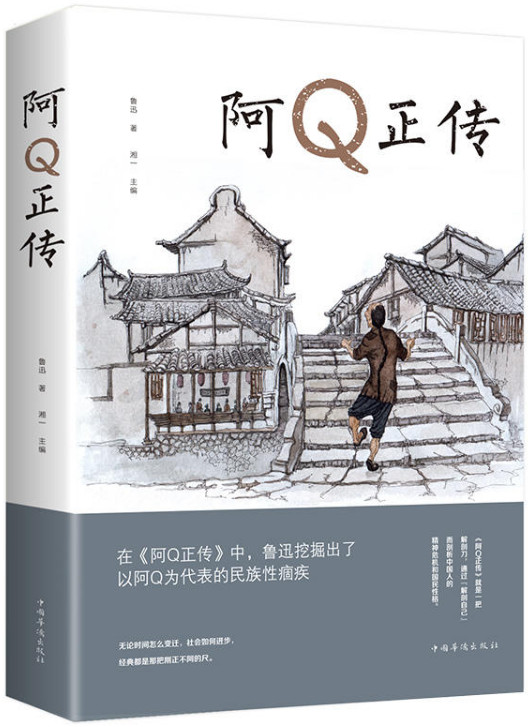 阿Q正传
鲁迅 著 湘一 主编
中国华侨出版社
阿Q正传
鲁迅 著 湘一 主编
在《阿Q正传》中，鲁迅挖掘出了
以阿Q为代表的民族性痼疾
无论时间怎么变迁，社会如何进步，
经典都是那把刚正不阿的尺。
《阿Q正传》就是一把
解剖刀，通过“解剖自己”
而剖析中国人的
精神危机和国民性格。
中国华侨出版社